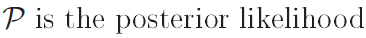 𝒫 is the posterior likelihood